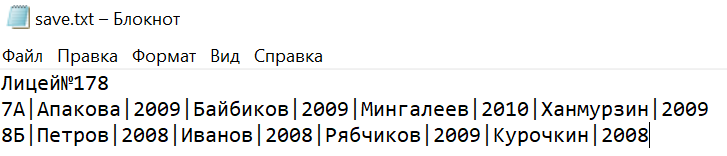 save.txt – Блокнот
Файл Правка Формат Вид Справка
Лицей№178
7А|Апакова|2009|Байбиков|2009|Мингалеев|2010|Ханмурзин|2009
8Б|Петров|2008|Иванов|2008|Рябчиков|2009|Курочкин|2008